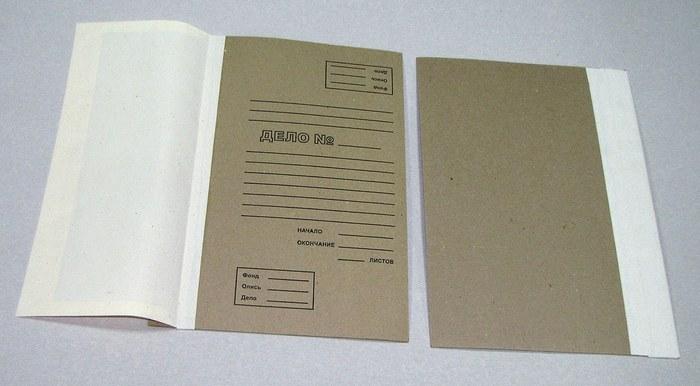 Фонд
Опись
Дело
ДЕЛО №
НАЧАЛО
ОКОНЧАНИЕ
ЛИСТОВ
Фонд
Опись
Дело